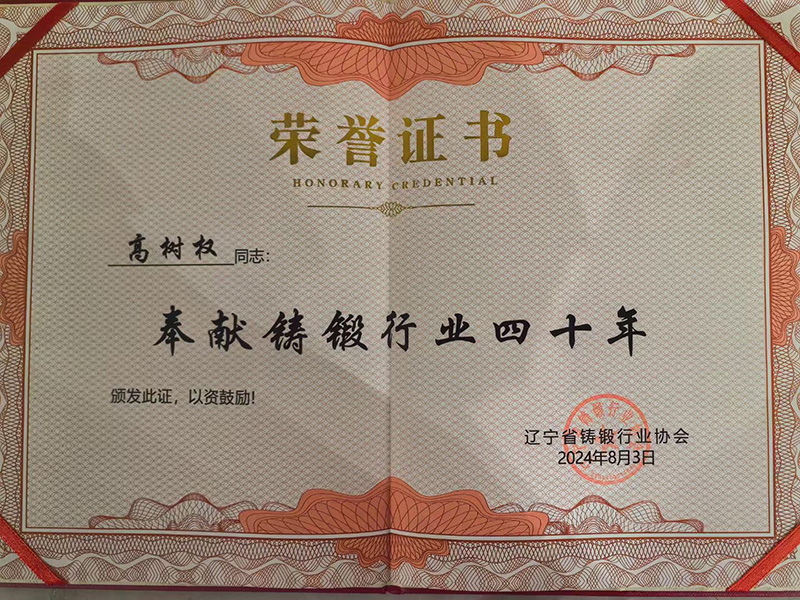 荣誉证书
HONORARY CREDENTIAL
高树权 同志：
奉献铸锻行业四十年
颁发此证，以资鼓励！
辽宁省铸锻行业协会
2024年8月3日